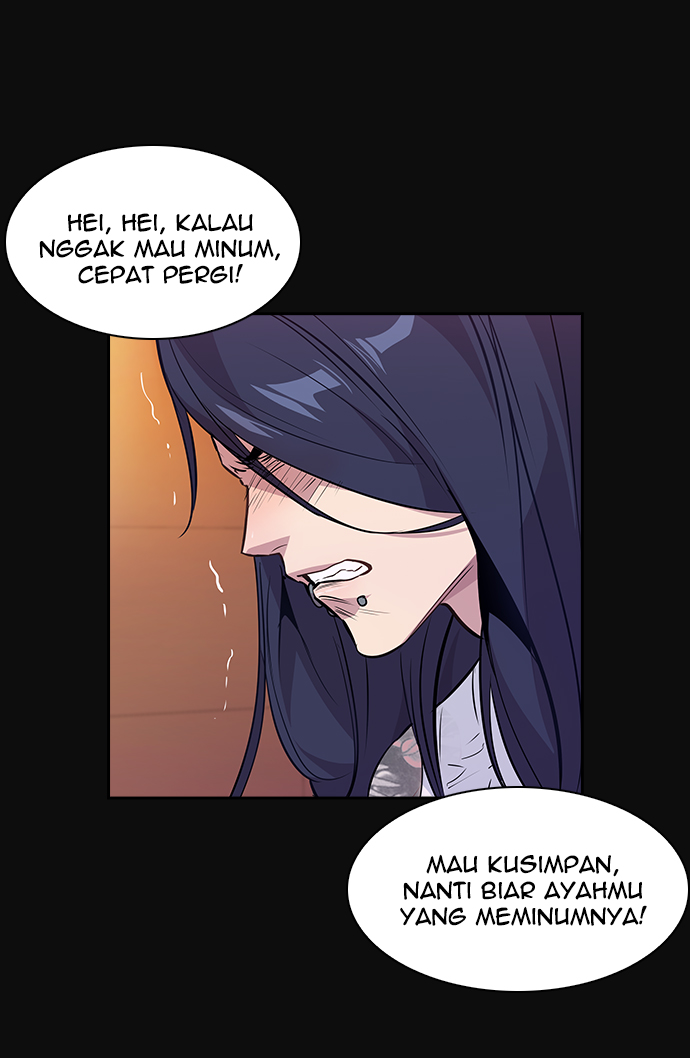 HEI, HEI, KALAU
NGGAK MAU MINUM,
CEPAT PERGI!
MAU KUSIMPAN,
NANTI BIAR AYAHMU
YANG MEMINUMNYA!